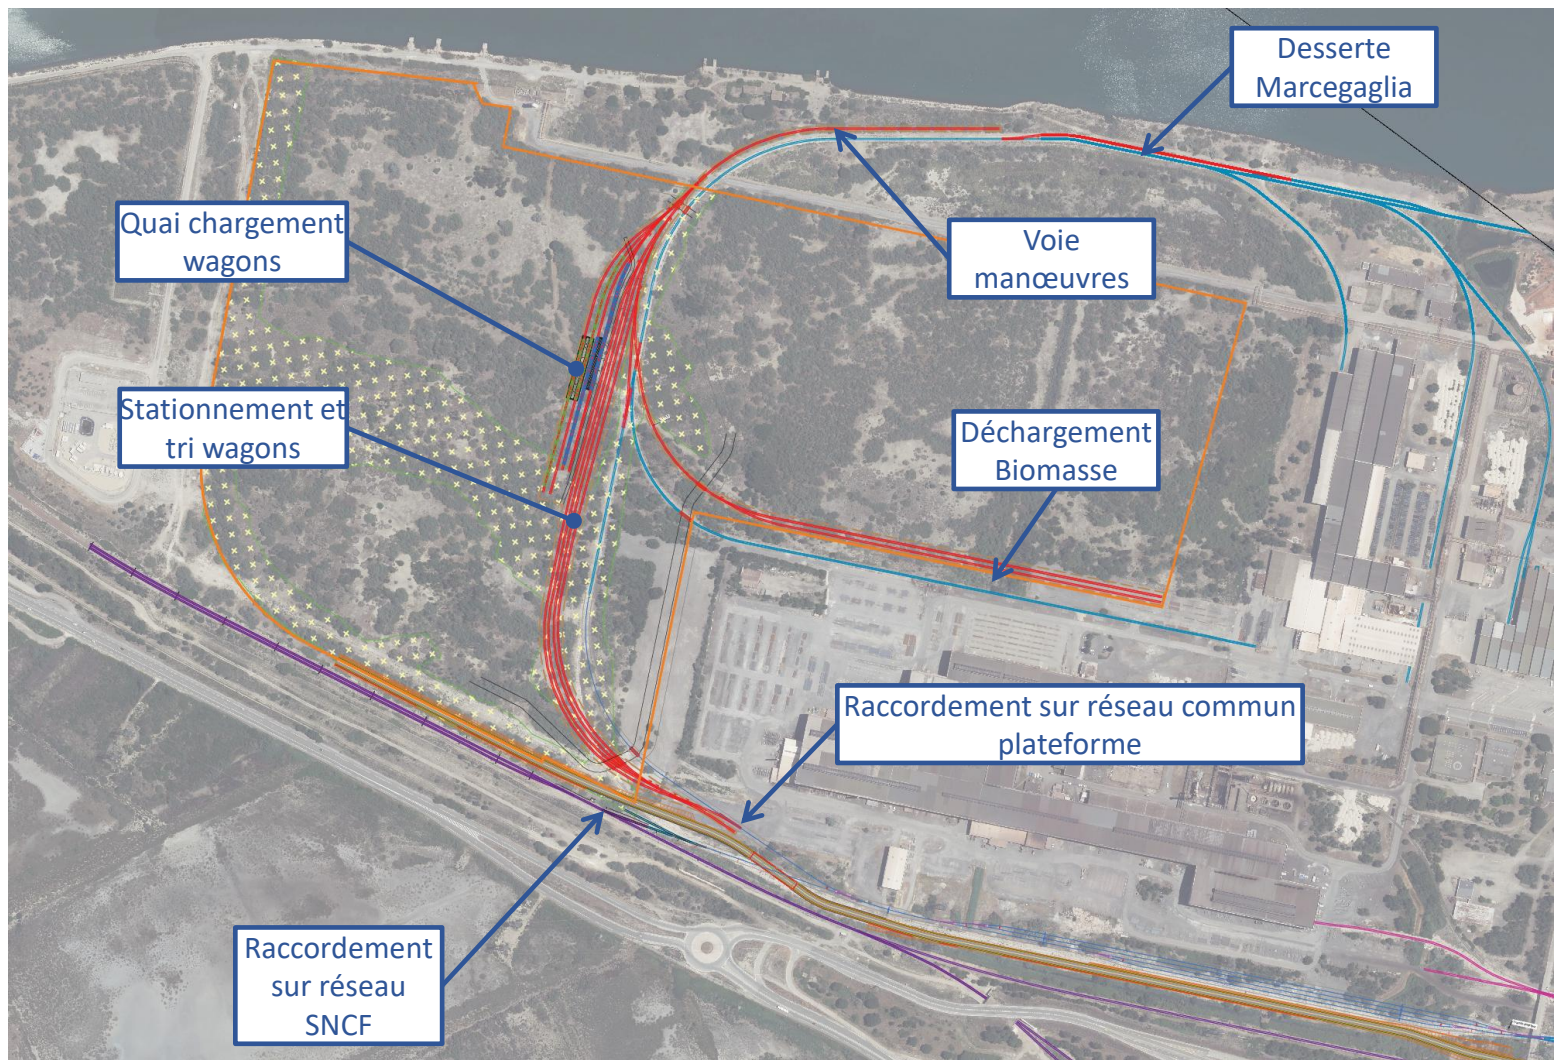 Desserte
Marcegaglia
Quai chargement
wagons
Voie
manœuvres
Stationnement et
tri wagons
Déchargement
Biomasse
Raccordement sur réseau commun
plateforme
Raccordement
sur réseau
SNCF